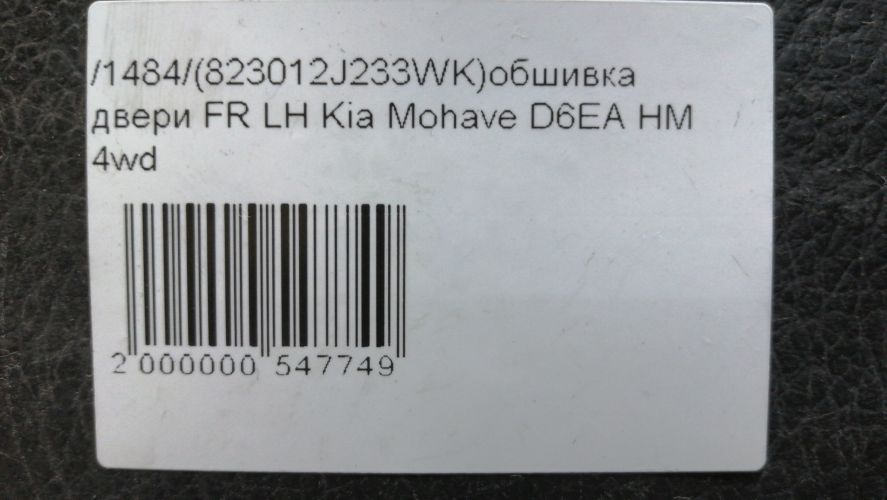 /1484/(823012J233WK)обшивка
двери FR LH Kia Mohave D6EA HM
4wd
2 000000 547749